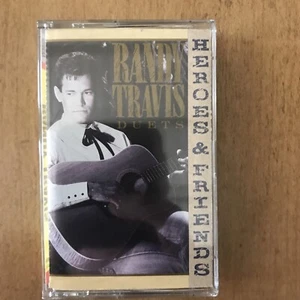 RANDY
TRAVIS
DUETS
HEROES & FRIENDS